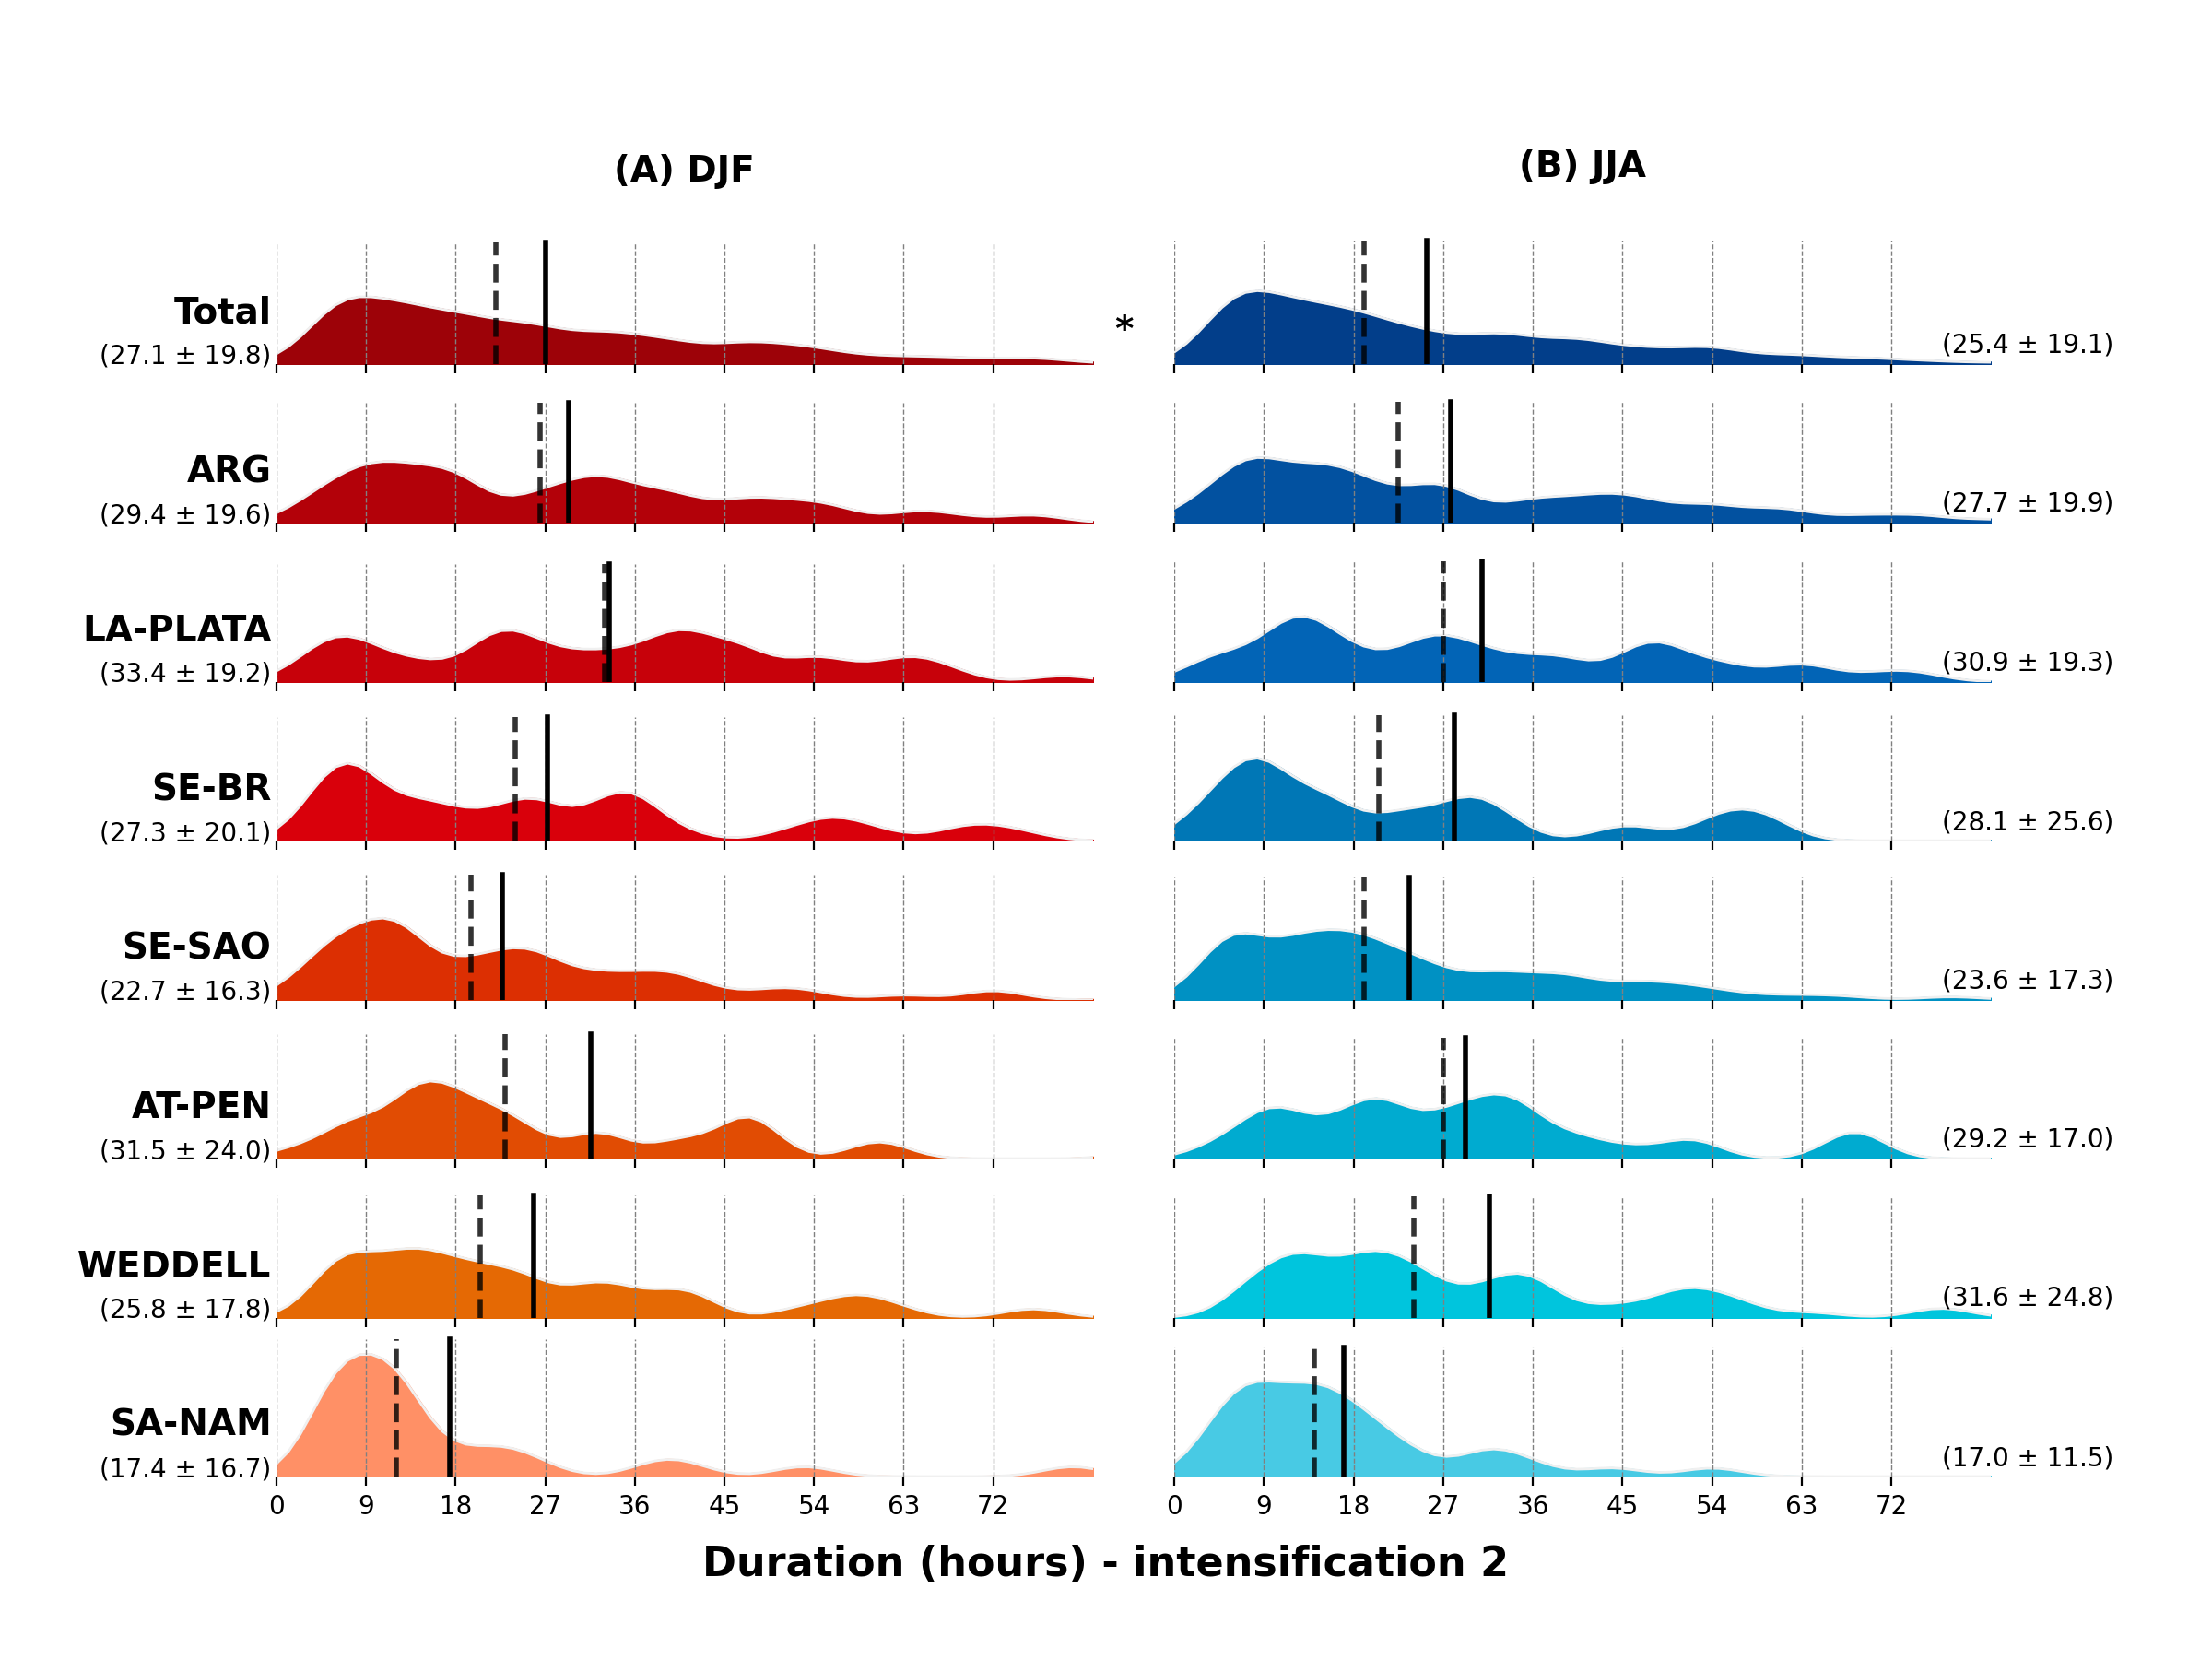 (A) DJF
(B) JJA
Total
(27.1 ± 19.8)
*
(25.4 ± 19.1)
ARG
(29.4 ± 19.6)
(27.7 ± 19.9)
LA-PLATA
(33.4 ± 19.2)
(30.9 ± 19.3)
SE-BR
(27.3 ± 20.1)
(28.1 ± 25.6)
SE-SAO
(22.7 ± 16.3)
(23.6 ± 17.3)
AT-PEN
(31.5 ± 24.0)
(29.2 ± 17.0)
WEDDELL
(25.8 ± 17.8)
(31.6 ± 24.8)
SA-NAM
(17.4 ± 16.7)
(17.0 ± 11.5)
0 9 18 27 36 45 54 63 72
0 9 18 27 36 45 54 63 72
Duration (hours) - intensification 2